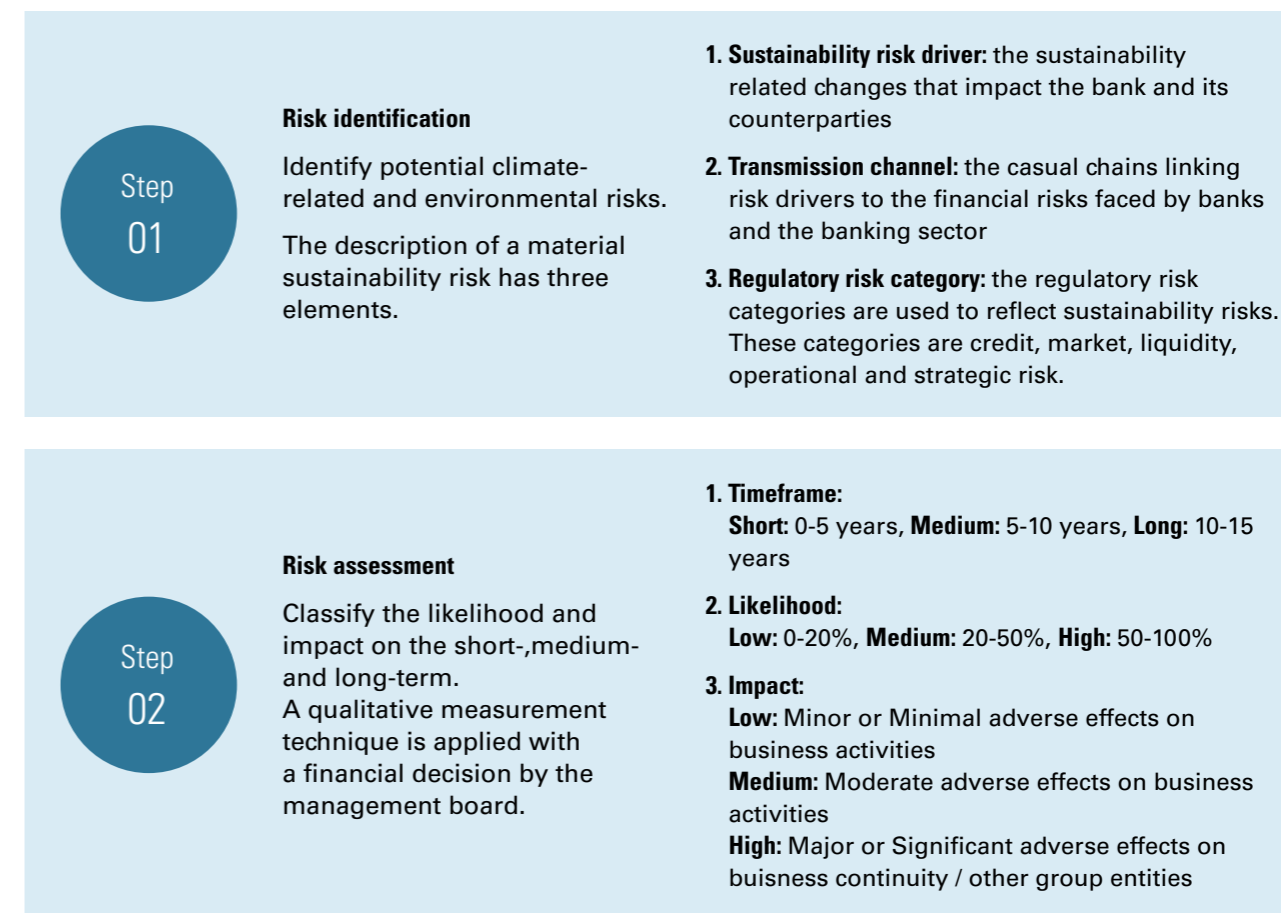 Step
01
Risk identification
Identify potential climate-
related and environmental risks.
The description of a material
sustainability risk has three
elements.
1. Sustainability risk driver: the sustainability
related changes that impact the bank and its
counterparties
2. Transmission channel: the casual chains linking
risk drivers to the financial risks faced by banks
and the banking sector
3. Regulatory risk category: the regulatory risk
categories are used to reflect sustainability risks.
These categories are credit, market, liquidity,
operational and strategic risk.
Step
02
Risk assessment
Classify the likelihood and
impact on the short-,medium-
and long-term.
A qualitative measurement
technique is applied with
a financial decision by the
management board.
1. Timeframe:
Short: 0-5 years, Medium: 5-10 years, Long: 10-15
years
2. Likelihood:
Low: 0-20%, Medium: 20-50%, High: 50-100%
3. Impact:
Low: Minor or Minimal adverse effects on
business activities
Medium: Moderate adverse effects on business
activities
High: Major or Significant adverse effects on
buisness continuity / other group entities